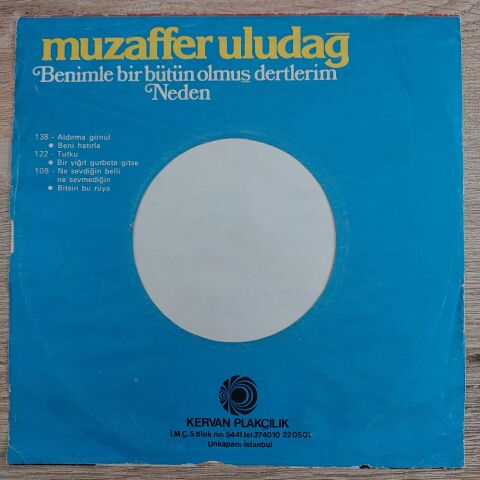 muzaffer uludağ
Benimle bir bütün olmuş dertlerim
Neden
138 - Aldırma gönül
• Beni hatırla
122 - Tutku
• Bir yiğit gurbete gitse
108 - Ne sevdiğin belli
ne sevmediğin
• Bitsin bu rüya
KERVAN PLAKÇILIK
İ.M.Ç.5.blok no: 5441.tel.274010 220501
Unkapanı-İstanbul